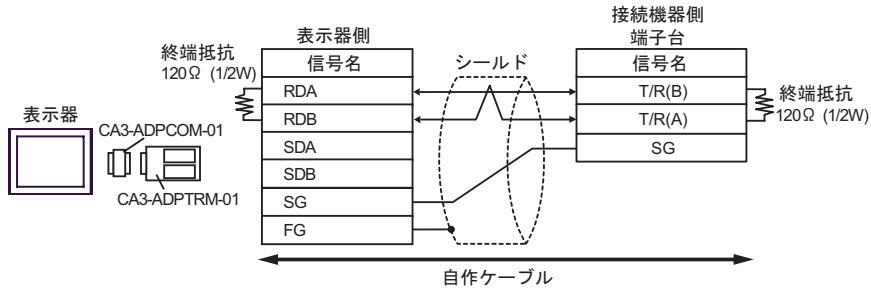 接続機器側
端子台
表示器側
終端抵抗
120Ω (1/2W)
信号名
シールド
信号名
RDA
T/R(B)
終端抵抗
120Ω (1/2W)
表示器
RDB
T/R(A)
CA3-ADPCOM-01
SDA
SG
SDB
CA3-ADPTRM-01
SG
FG
自作ケーブル